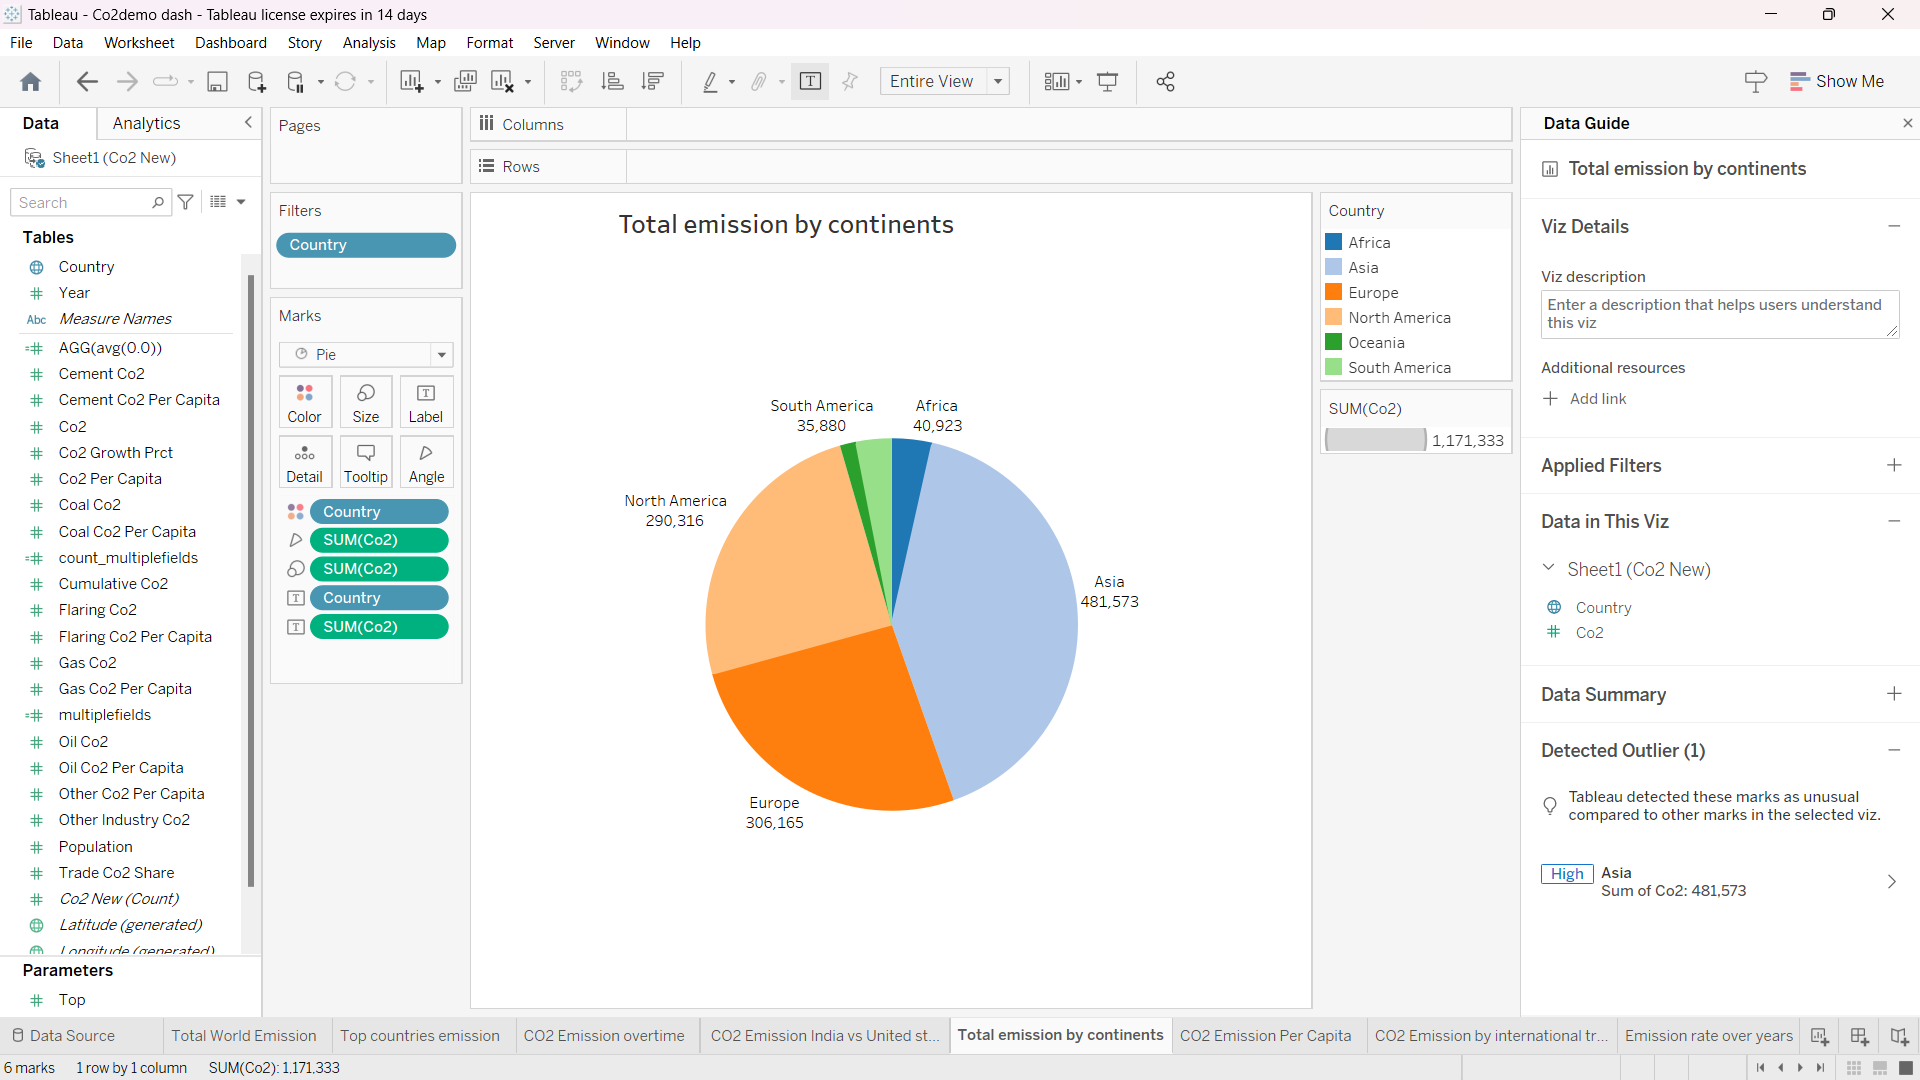 Tableau - Co2demo dash - Tableau license expires in 14 days
File Data Worksheet Dashboard Story Analysis Map Format Server Window Help
Entire View
Show Me
Data Analytics
Sheet1 (Co2 New)
Search
Tables
Country
Year
Abc Measure Names
AGG(avg(0.0))
Cement Co2
Cement Co2 Per Capita
Co2
Co2 Growth Prct
Co2 Per Capita
Coal Co2
Coal Co2 Per Capita
count_multiplefields
Cumulative Co2
Flaring Co2
Flaring Co2 Per Capita
Gas Co2
Gas Co2 Per Capita
multiplefields
Oil Co2
Oil Co2 Per Capita
Other Co2 Per Capita
Other Industry Co2
Population
Trade Co2 Share
Co2 New (Count)
Latitude (generated)
Longitude (generated)
Parameters
Top
Pages
Filters
Country
Marks
Pie
Color Size Label
Detail Tooltip Angle
Country
SUM(Co2)
SUM(Co2)
Country
SUM(Co2)
Columns
Rows
Total emission by continents
South America
35,880
Africa
40,923
North America
290,316
Asia
481,573
Europe
306,165
Country
Africa
Asia
Europe
North America
Oceania
South America
SUM(Co2)
1,171,333
Data Guide
Total emission by continents
Viz Details
Viz description
Enter a description that helps users understand
this viz
Additional resources
Add link
Applied Filters
Data in This Viz
Sheet1 (Co2 New)
Country
Co2
Data Summary
Detected Outlier (1)
Tableau detected these marks as unusual
compared to other marks in the selected viz.
High Asia
Sum of Co2: 481,573
Data Source Total World Emission Top countries emission CO2 Emission overtime CO2 Emission India vs United st... Total emission by continents CO2 Emission Per Capita CO2 Emission by international tr... Emission rate over years
6 marks 1 row by 1 column SUM(Co2): 1,171,333